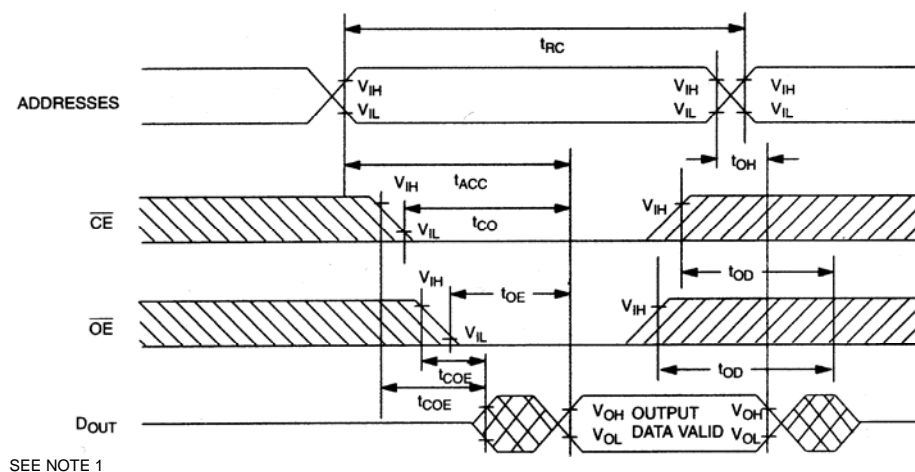 tRC
ADDRESSES
VIH
VIL
VIH
VIL
VIH
VIL
tOH
tACC
CE
VIH
VIL
tCO
VIH
tOD
OE
VIH
VIL
tOE
VIH
tOD
tCOE
tCOE
DOUT
VOH OUTPUT VOH
VOL DATA VALID VOL
SEE NOTE 1